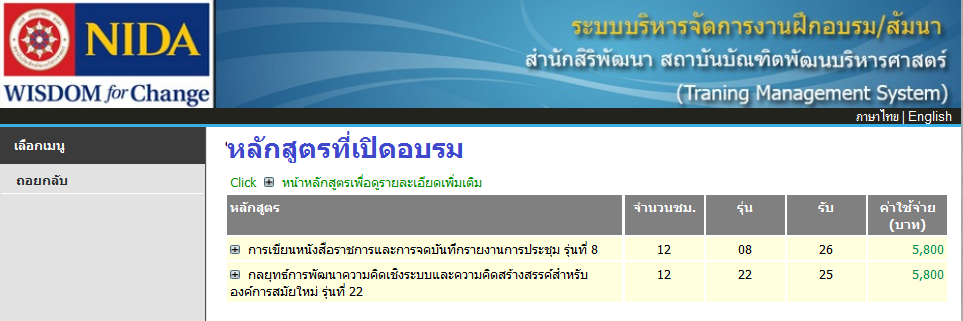 NIDA
WISDOM for Change
ระบบบริหารจัดการงานฝึกอบรม/สัมนา
สำนักสิริพัฒนา สถาบันบัณฑิตพัฒนบริหารศาสตร์
(Traning Management System)
ภาษาไทย | English
เลือกเมนู
ถอยกลับ
'หลักสูตรที่เปิดอบรม
Click หน้าหลักสูตรเพื่อดูรายละเอียดเพิ่มเติม
หลักสูตร จำนวนชม. รุ่น รับ ค่าใช้จ่าย
(บาท)
การเขียนหนังสือราชการและการจดบันทึกรายงานการประชุม รุ่นที่ 8 12 08 26 5,800
กลยุทธ์การพัฒนาความคิดเชิงระบบและความคิดสร้างสรรค์สำหรับ 12 22 25 5,800
องค์การสมัยใหม่ รุ่นที่ 22